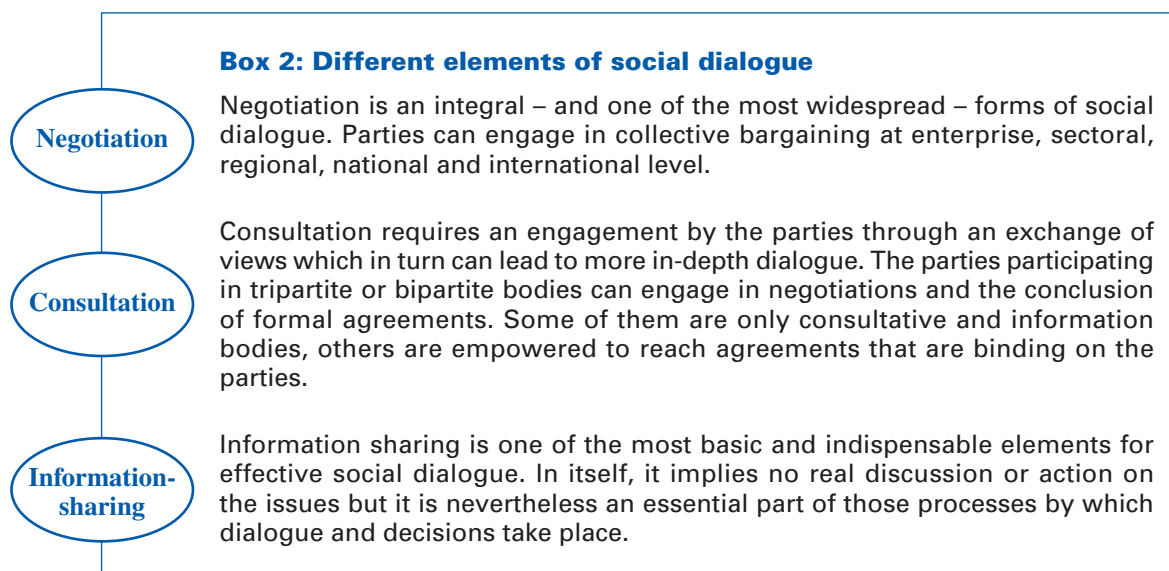 Box 2: Different elements of social dialogue
Negotiation
Negotiation is an integral – and one of the most widespread – forms of social
dialogue. Parties can engage in collective bargaining at enterprise, sectoral,
regional, national and international level.
Consultation
Consultation requires an engagement by the parties through an exchange of
views which in turn can lead to more in-depth dialogue. The parties participating
in tripartite or bipartite bodies can engage in negotiations and the conclusion
of formal agreements. Some of them are only consultative and information
bodies, others are empowered to reach agreements that are binding on the
parties.
Information-
sharing
Information sharing is one of the most basic and indispensable elements for
effective social dialogue. In itself, it implies no real discussion or action on
the issues but it is nevertheless an essential part of those processes by which
dialogue and decisions take place.